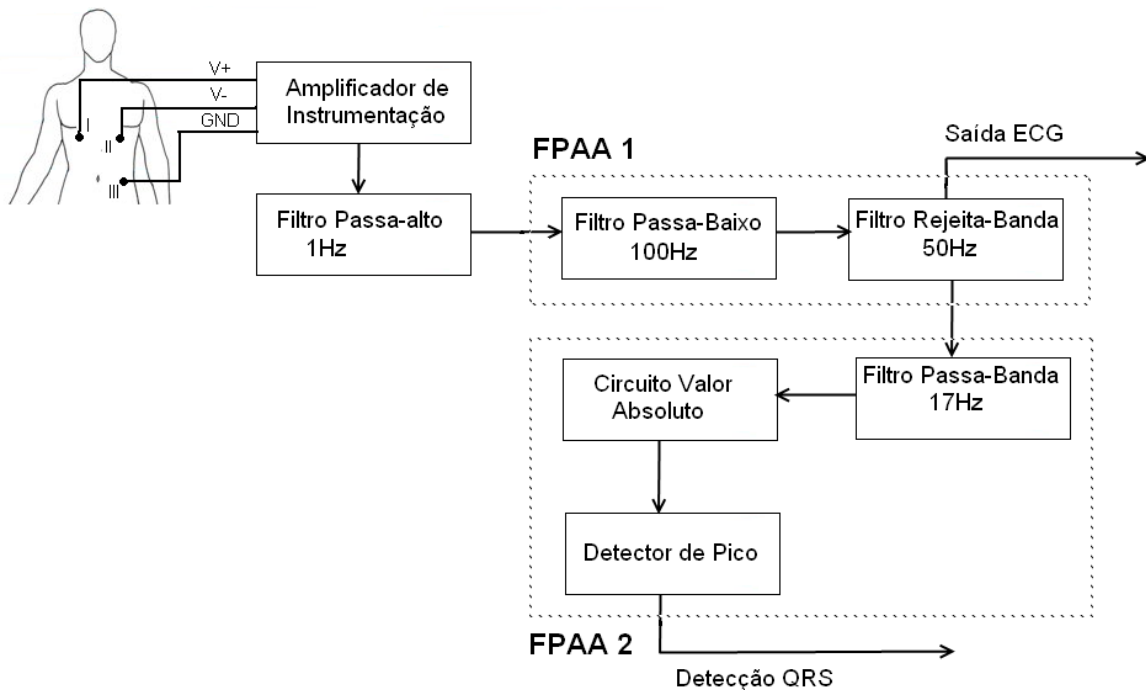 V+
V-
GND
I
II
III
Amplificador de
Instrumentação
Filtro Passa-alto
1Hz
FPAA 1
Filtro Passa-Baixo
100Hz
Filtro Rejeita-Banda
50Hz
Saída ECG
Filtro Passa-Banda
17Hz
Circuito Valor
Absoluto
Detector de Pico
FPAA 2
Detecção QRS